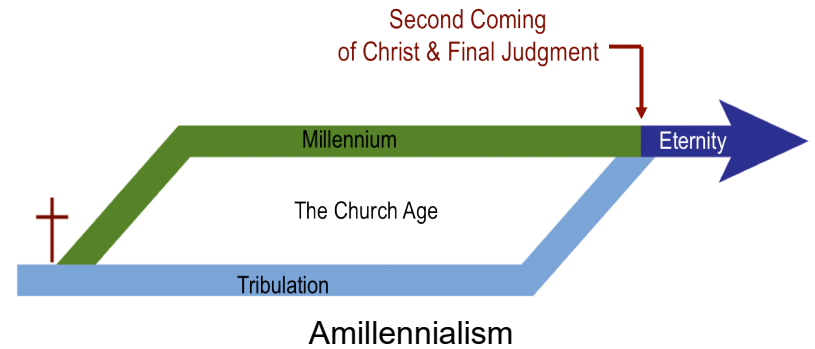 Second Coming
of Christ & Final Judgment
Millennium
Eternity
The Church Age
Tribulation
Amillennialism